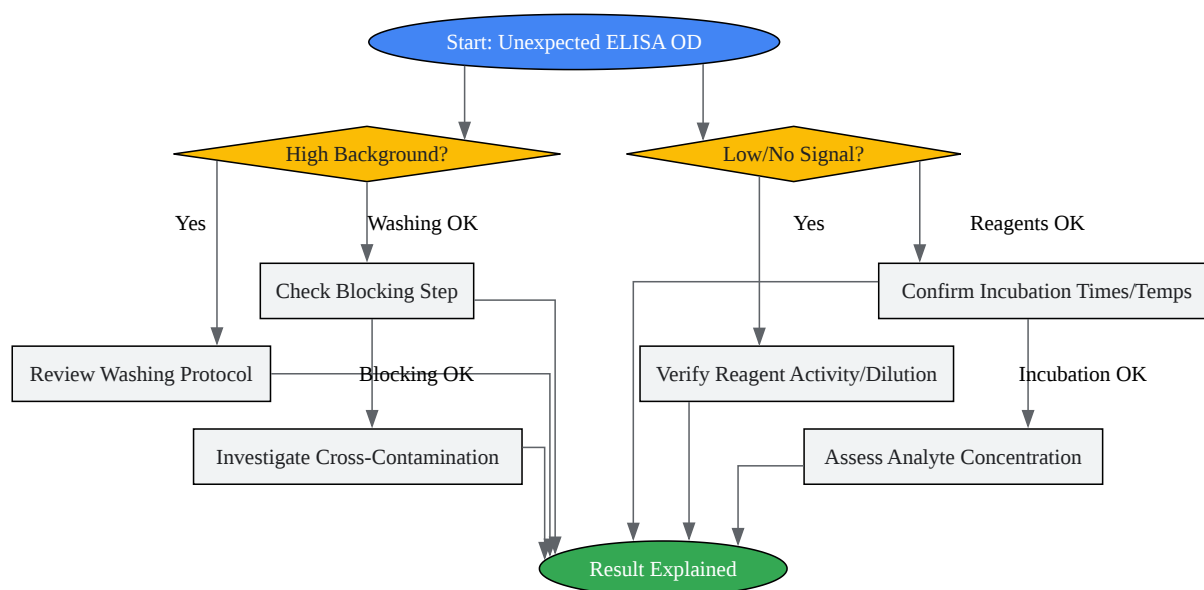 Start: Unexpected ELISA OD
High Background?
Low/No Signal?
Yes
Washing OK
Yes
Reagents OK
Check Blocking Step
Confirm Incubation Times/Temps
Review Washing Protocol
Blocking OK
Verify Reagent Activity/Dilution
Incubation OK
Investigate Cross-Contamination
Assess Analyte Concentration
Result Explained